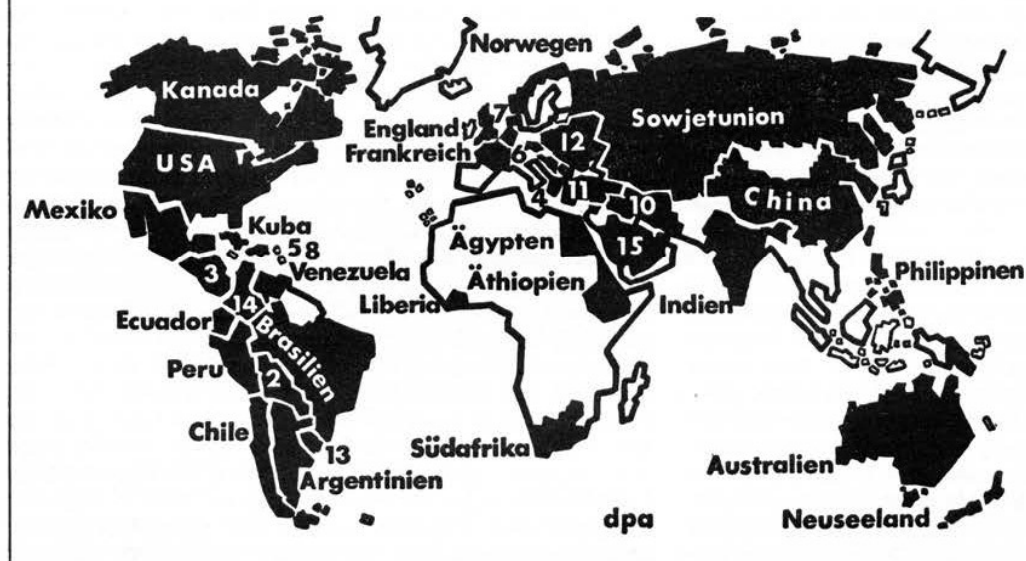 Norwegen
Kanada
England
7
Sowjetunion
Frankreich
6
12
USA
4
11
10
China
Mexiko
Kuba
5 8
Ägypten
15
3
Venezuela
Äthiopien
Philippinen
Liberia
Indien
14
Ecuador
Brasilien
Peru
2
Chile
13
Südafrika
Argentinien
Australien
dpa
Neuseeland